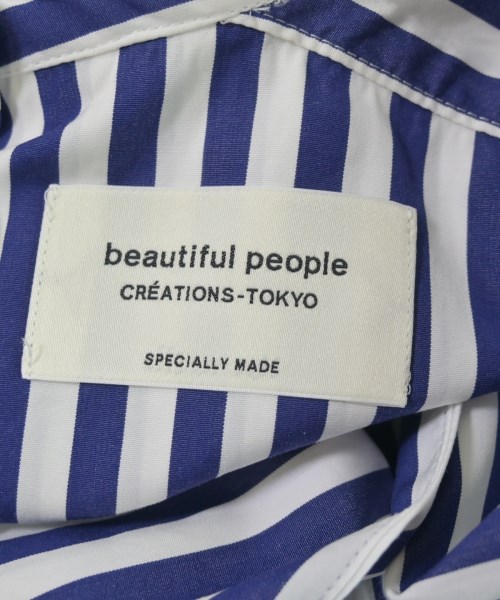 beautiful people
CRÉATIONS-TOKYO
SPECIALLY MADE